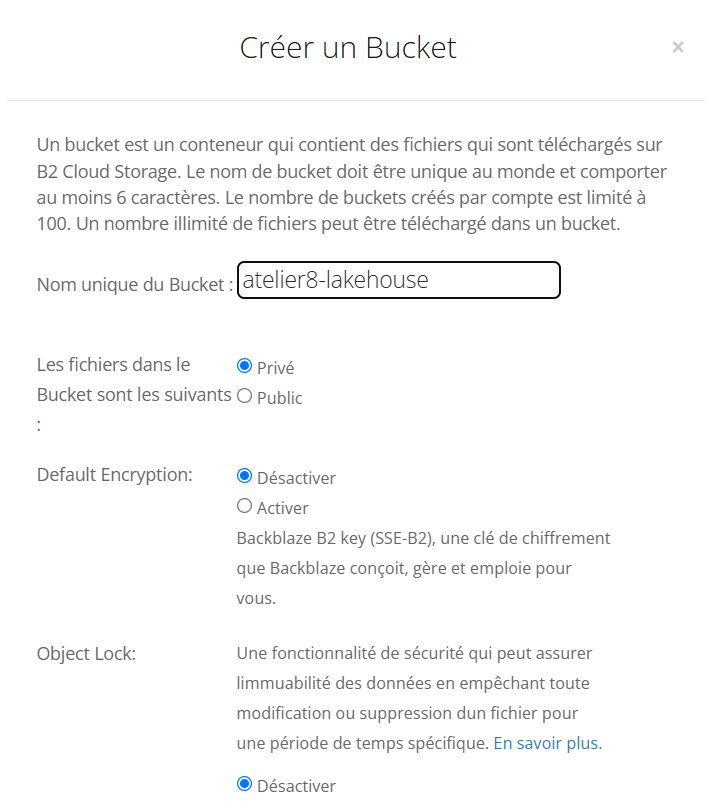 Créer un Bucket
×
Un bucket est un conteneur qui contient des fichiers qui sont téléchargés sur
B2 Cloud Storage. Le nom de bucket doit être unique au monde et comporter
au moins 6 caractères. Le nombre de buckets créés par compte est limité à
100. Un nombre illimité de fichiers peut être téléchargé dans un bucket.
Nom unique du Bucket : atelier8-lakehouse
Les fichiers dans le
Bucket sont les suivants
:
Privé
Public
Default Encryption:
Désactiver
Activer
Backblaze B2 key (SSE-B2), une clé de chiffrement
que Backblaze conçoit, gère et emploie pour
vous.
Object Lock:
Une fonctionnalité de sécurité qui peut assurer
limmuabilité des données en empêchant toute
modification ou suppression dun fichier pour
une période de temps spécifique. En savoir plus.
Désactiver